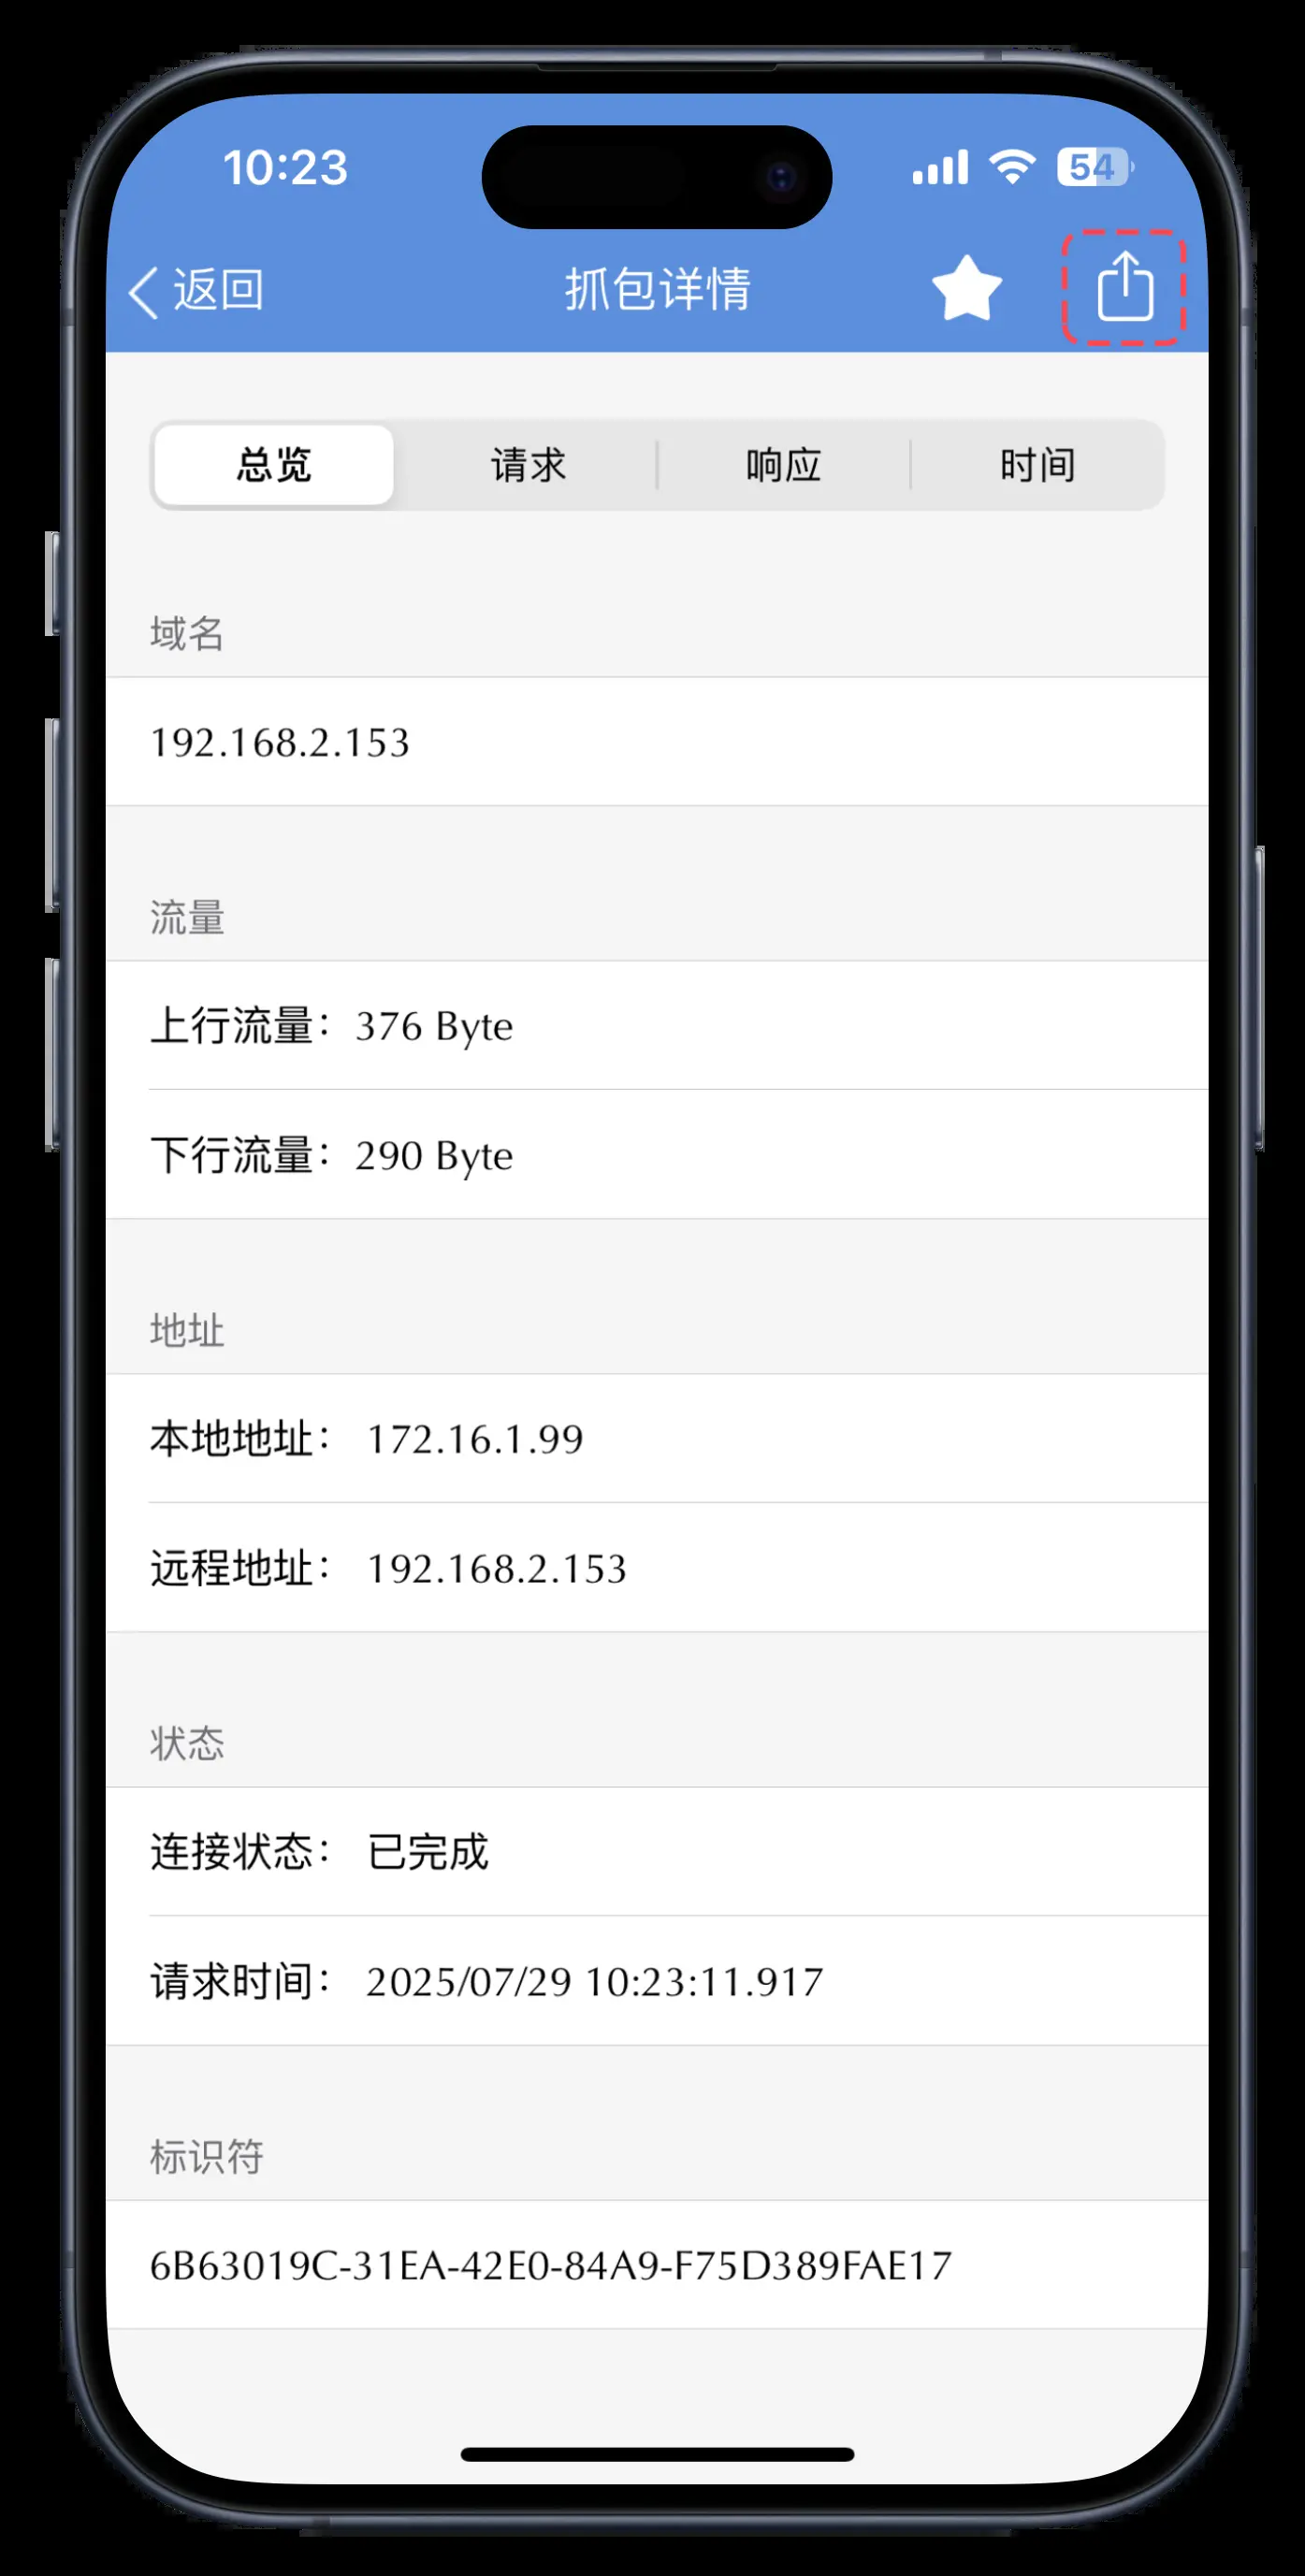 10:23
54
返回
抓包详情
总览 请求 响应 时间
域名
192.168.2.153
流量
上行流量：376 Byte
下行流量：290 Byte
地址
本地地址： 172.16.1.99
远程地址： 192.168.2.153
状态
连接状态： 已完成
请求时间： 2025/07/29 10:23:11.917
标识符
6B63019C-31EA-42E0-84A9-F75D389FAE17